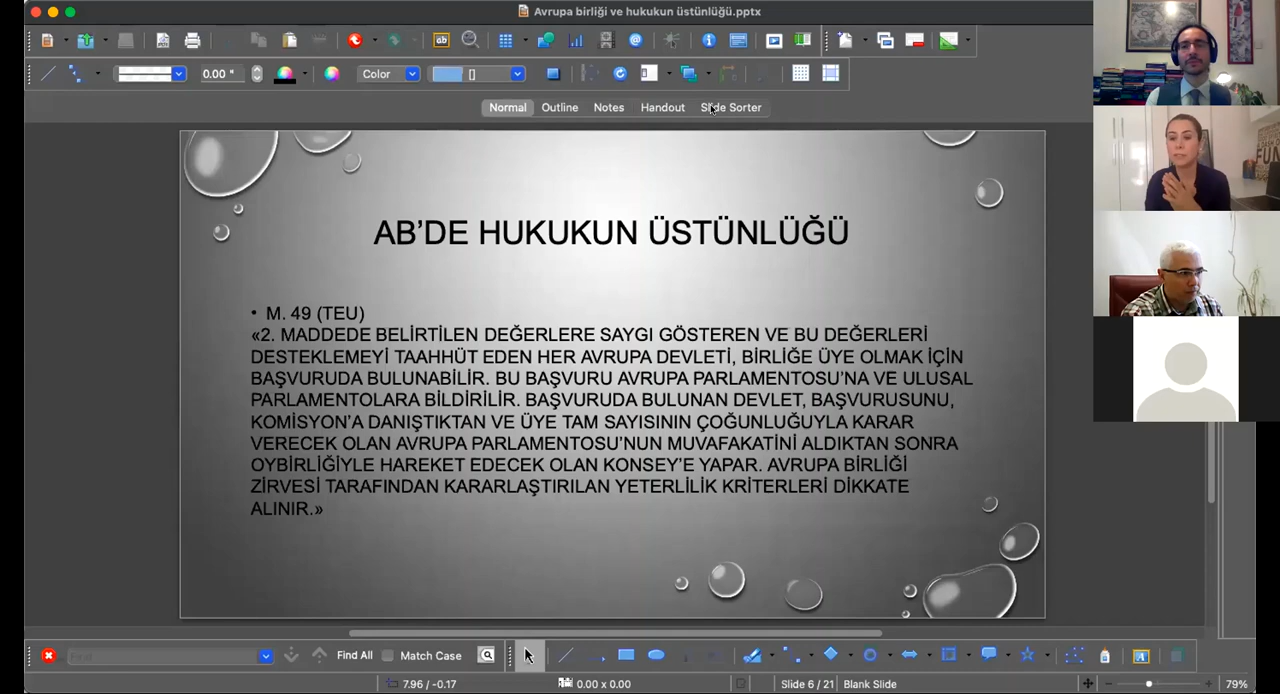 Avrupa birliği ve hukukun üstünlüğü.pptx
0.00 "
Color
[]
Normal
Outline
Notes
Handout
Slide Sorter
AB’DE HUKUKUN ÜSTÜNLÜĞÜ
• M. 49 (TEU)
«2. MADDEDE BELİRTİLEN DEĞERLERE SAYGI GÖSTEREN VE BU DEĞERLERİ
DESTEKLEMEYİ TAAHHÜT EDEN HER AVRUPA DEVLETİ, BİRLİĞE ÜYE OLMAK İÇİN
BAŞVURUDA BULUNABİLİR. BU BAŞVURU AVRUPA PARLAMENTOSU’NA VE ULUSAL
PARLAMENTOLARA BİLDİRİLİR. BAŞVURUDA BULUNAN DEVLET, BAŞVURUSUNU,
KOMİSYON’A DANIŞTIKTAN VE ÜYE TAM SAYISININ ÇOĞUNLUĞUYLA KARAR
VERECEK OLAN AVRUPA PARLAMENTOSU’NUN MUVAFAKATİNİ ALDIKTAN SONRA
OYBİRLİĞİYLE HAREKET EDECEK OLAN KONSEY’E YAPAR. AVRUPA BİRLİĞİ
ZİRVESİ TARAFINDAN KARARLAŞTIRILAN YETERLİLİK KRİTERLERİ DİKKATE
ALINIR.»
Find
Find All
Match Case
7.96 / -0.17
0.00 x 0.00
Slide 6 / 21
Blank Slide
79%